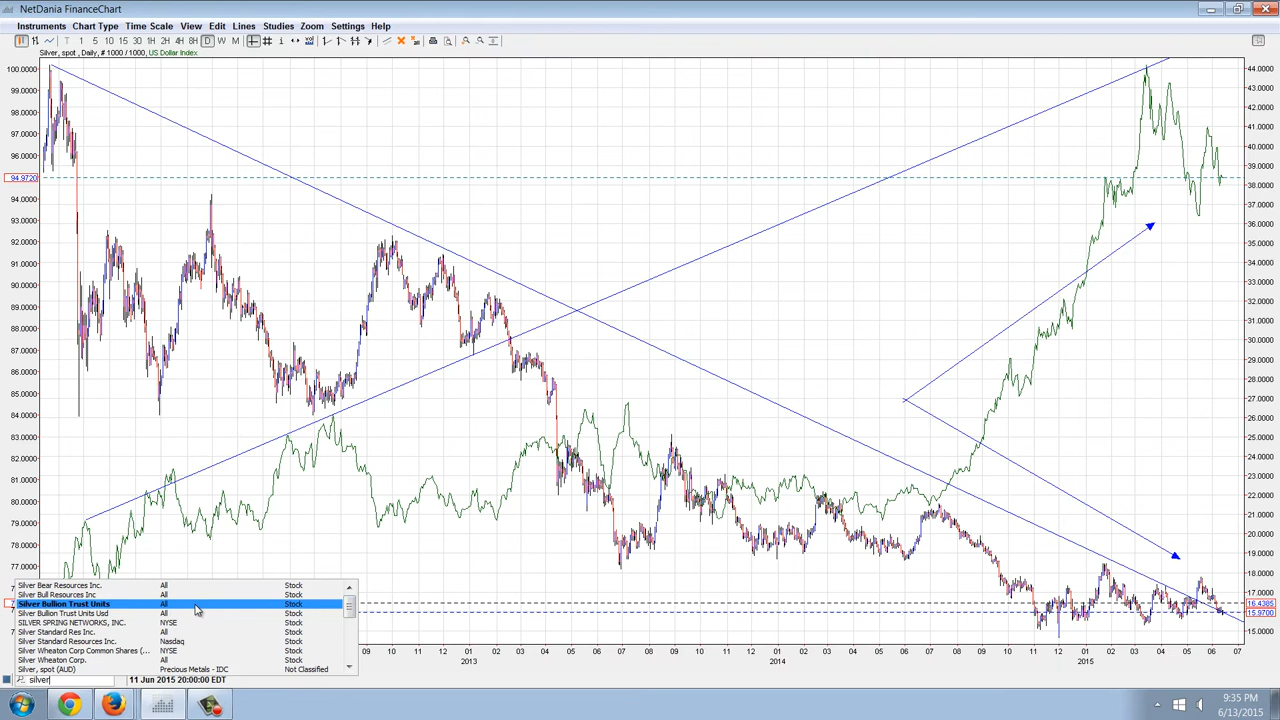 NetDania FinanceChart
Instruments Chart Type Time Scale View Edit Lines Studies Zoom Settings Help
T 1 5 10 15 30 1H 2H 4H 8H D W M
Silver, spot , Daily, # 1000 / 1000, US Dollar Index
100.0000 44.0000
99.0000 43.0000
98.0000 42.0000
97.0000 41.0000
96.0000 40.0000
39.0000
94.9720
38.0000
94.0000 37.0000
93.0000 36.0000
92.0000 35.0000
91.0000 34.0000
90.0000 33.0000
89.0000 32.0000
88.0000 31.0000
87.0000 30.0000
86.0000 29.0000
85.0000 28.0000
84.0000 27.0000
26.0000
83.0000 25.0000
82.0000 24.0000
81.0000 23.0000
80.0000 22.0000
79.0000 21.0000
20.0000
78.0000 19.0000
77.0000 18.0000
17.0000
16.4385
15.9700
15.0000
Silver Bear Resources Inc. All Stock
Silver Bull Resources Inc All Stock
Silver Bullion Trust Units All Stock
Silver Bullion Trust Units Usd All Stock
SILVER SPRING NETWORKS, INC. NYSE Stock
Silver Standard Res Inc. All Stock
Silver Standard Resources Inc. Nasdaq Stock
Silver Wheaton Corp Common Shares (... NYSE Stock
Silver Wheaton Corp. All Stock
Silver, spot (AUD) Precious Metals - IDC Not Classified
10 11 12 02 03 04 05 06 07 08 09 10 11 12 02 03 04 05 06 07 08 09 10 11 12 02 03 04 05 06 07
2013 2014 2015
silver 11 Jun 2015 20:00:00 EDT
9:35 PM
6/13/2015